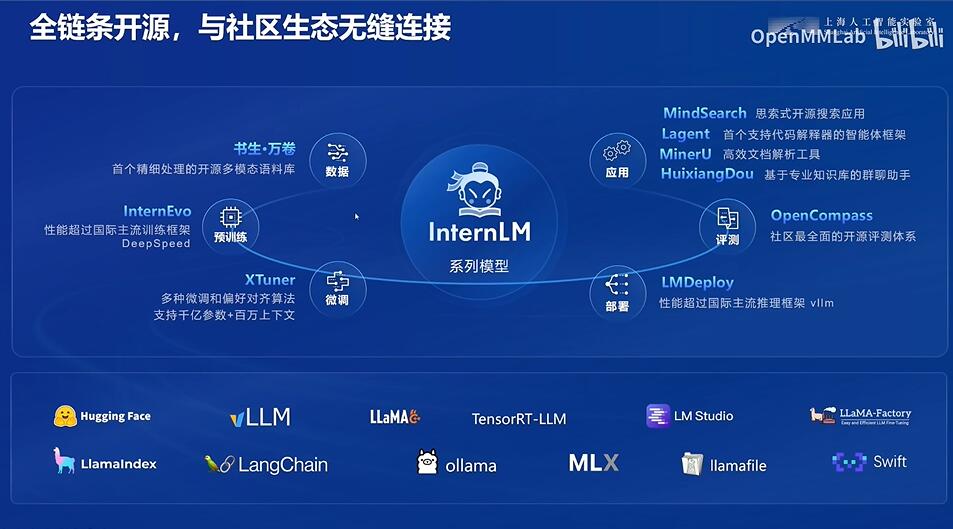 全链条开源，与社区生态无缝连接
上海人工智能实验室
OpenMMLab bilibili
书生·万卷
首个精细处理的开源多模态语料库
数据
InternEvo
性能超过国际主流训练框架
DeepSpeed
预训练
XTuner
多种微调和偏好对齐算法
支持千亿参数+百万上下文
微调
InternLM
系列模型
MindSearch 思索式开源搜索应用
Lagent 首个支持代码解释器的智能体框架
MinerU 高效文档解析工具
HuixiangDou 基于专业知识库的群聊助手
应用
OpenCompass
社区最全面的开源评测体系
评测
LMDeploy
性能超过国际主流推理框架 vllm
部署
Hugging Face vLLM LLaMA TensorRT-LLM LM Studio LLaMA-Factory
Easy and Efficient LLM Fine-Tuning
LlamaIndex LangChain ollama MLX llamafile Swift